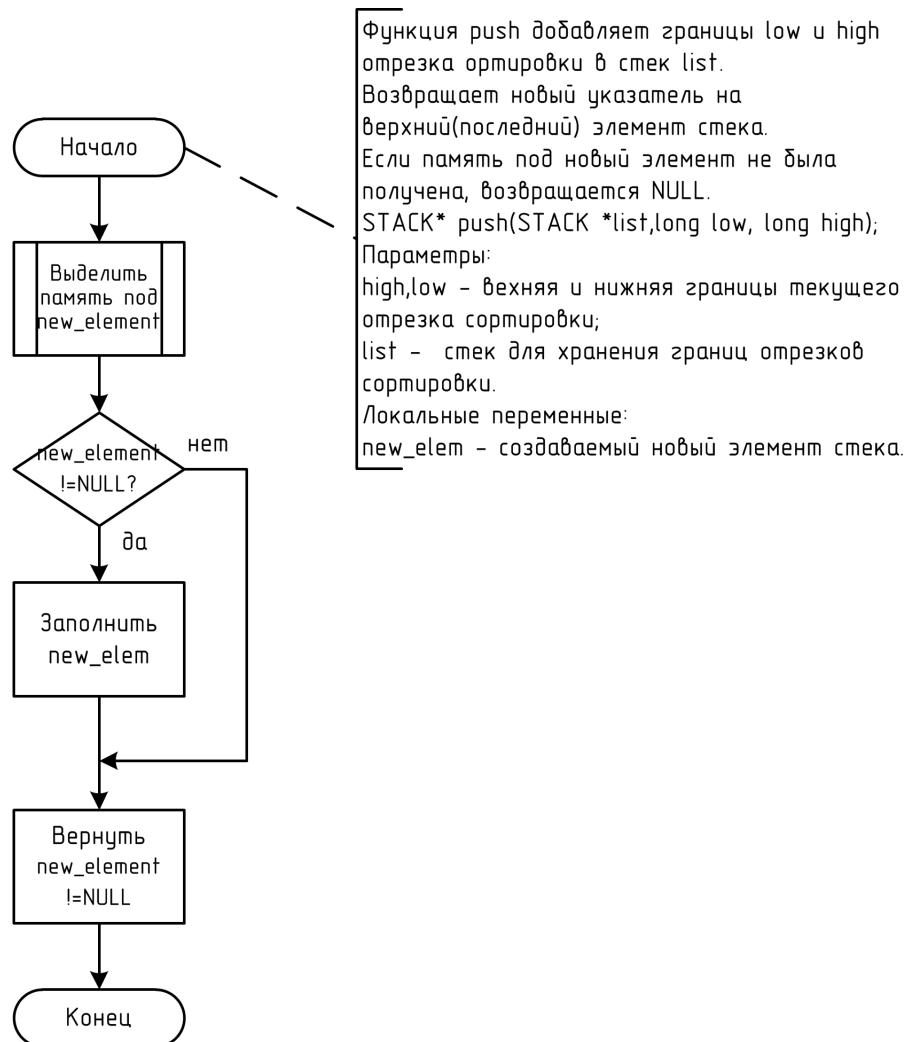 Функция push добавляет границы low и high
отрезка ортировки в стек list.
Возвращает новый указатель на
верхний(последний) элемент стека.
Если память под новый элемент не была
получена, возвращается NULL.
STACK* push(STACK *list,long low, long high);
Параметры:
high,low – вехняя и нижняя границы текущего
отрезка сортировки;
list – стек для хранения границ отрезков
сортировки.
Локальные переменные:
new_elem – создаваемый новый элемент стека.
Начало
Выделить
память под
new_element
new_element
!=NULL?
нет
да
Заполнить
new_elem
Вернуть
new_element
!=NULL
Конец